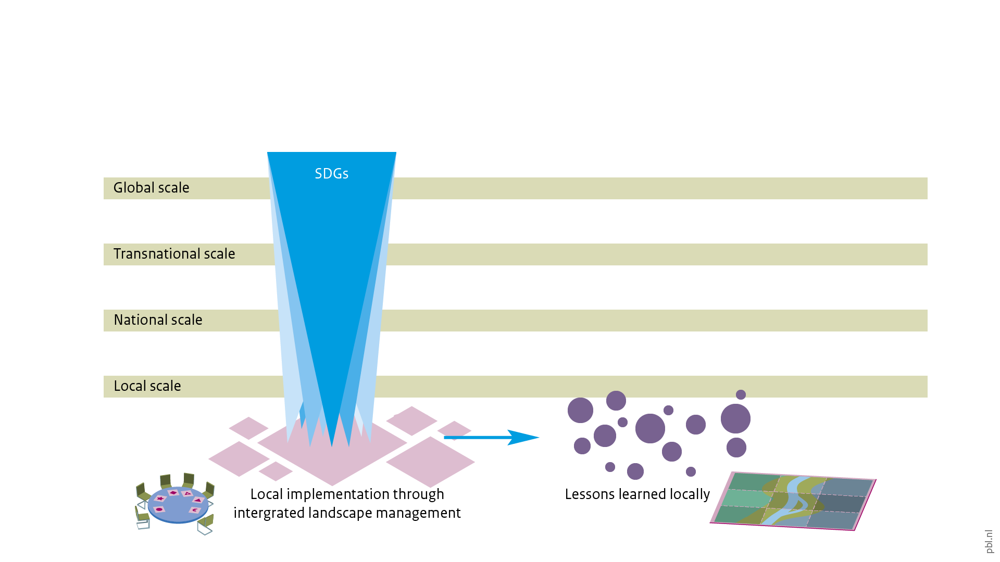 SDGs
Global scale
Transnational scale
National scale
Local scale
Local implementation through
intergrated landscape management
Lessons learned locally
€
pbl.nl